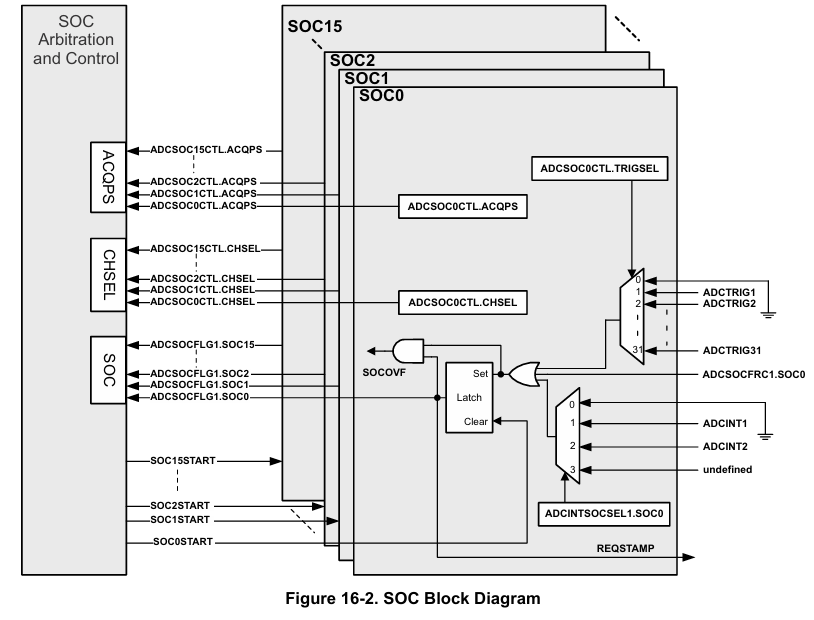 SOC
Arbitration
and Control
SOC15
SOC2
SOC1
SOC0
ACQPS
ADCSOC15CTL.ACQPS
ADCSOC2CTL.ACQPS
ADCSOC1CTL.ACQPS
ADCSOC0CTL.ACQPS
ADCSOC0CTL.ACQPS
ADCSOC0CTL.TRIGSEL
CHSEL
ADCSOC15CTL.CHSEL
ADCSOC2CTL.CHSEL
ADCSOC1CTL.CHSEL
ADCSOC0CTL.CHSEL
ADCSOC0CTL.CHSEL
0
1
2
31
ADCTRIG1
ADCTRIG2
ADCTRIG31
SOC
ADCSOCFLG1.SOC15
ADCSOCFLG1.SOC2
ADCSOCFLG1.SOC1
ADCSOCFLG1.SOC0
SOCOVF
Set
Latch
Clear
ADCSOCFRC1.SOC0
0
1
2
3
ADCINT1
ADCINT2
undefined
ADCINTSOCSEL1.SOC0
SOC15START
SOC2START
SOC1START
SOC0START
REQSTAMP
Figure 16-2. SOC Block Diagram